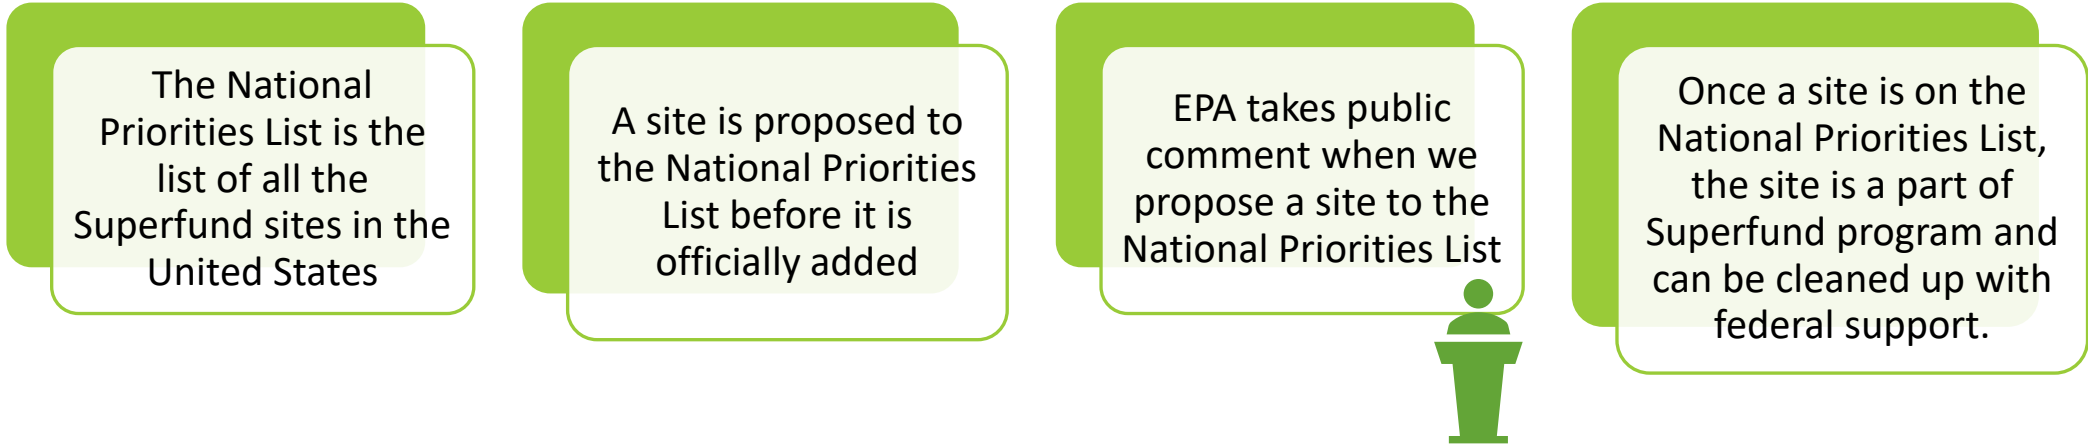 The National
Priorities List is the
list of all the
Superfund sites in the
United States
A site is proposed to
the National Priorities
List before it is
officially added
EPA takes public
comment when we
propose a site to the
National Priorities List
Once a site is on the
National Priorities List,
the site is a part of
Superfund program and
can be cleaned up with
federal support.